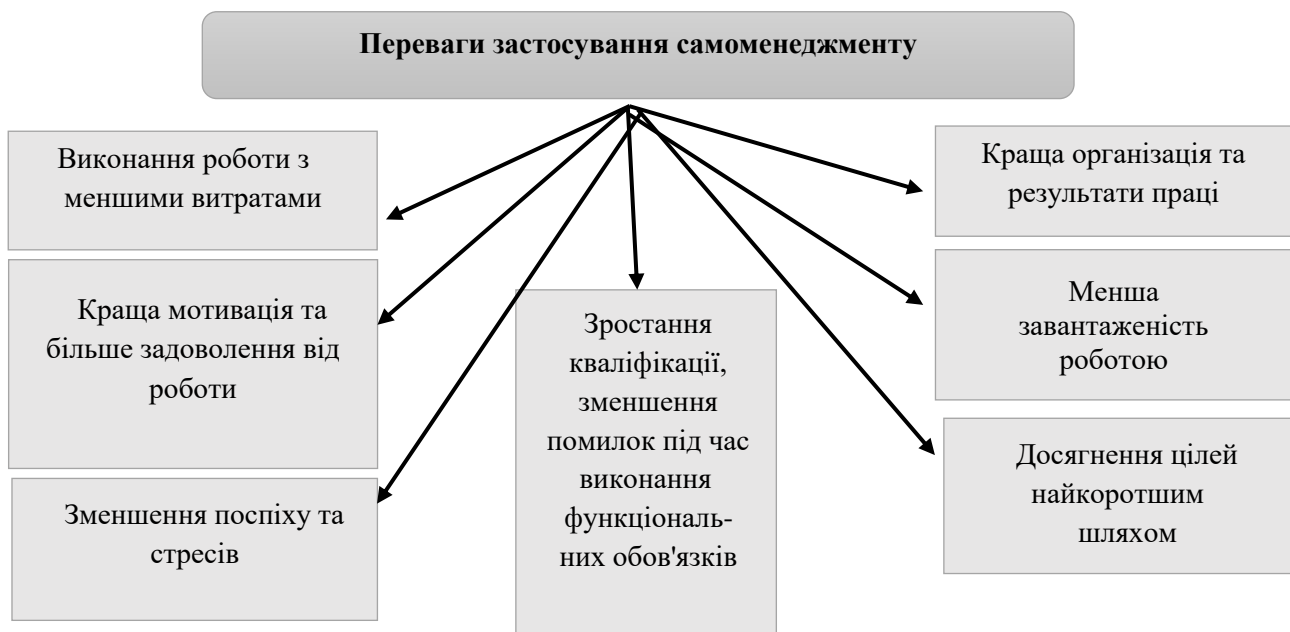 Переваги застосування самоменеджменту
Виконання роботи з
меншими витратами
Краща мотивація та
більше задоволення від
роботи
Зменшення поспіху та
стресів
Зростання
кваліфікації,
зменшення
помилок під час
виконання
функціональ-
них обов'язків
Краща організація та
результати праці
Менша
завантаженість
роботою
Досягнення цілей
найкоротшим
шляхом